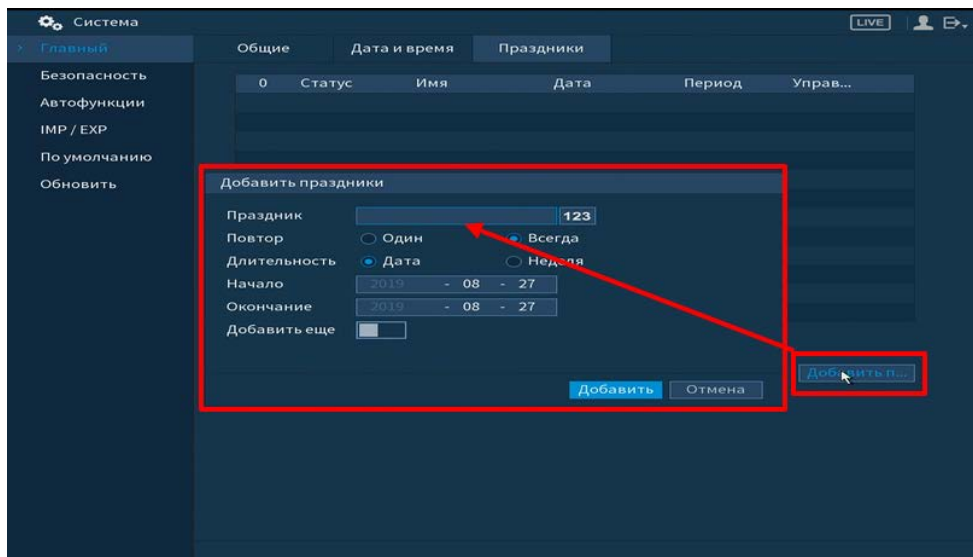 Система LIVE
Главный
Безопасность
Автофункции
IMP / EXP
По умолчанию
Обновить
Общие Дата и время Праздники
0 Статус Имя Дата Период Управ...
Добавить праздники
Праздник 123
Повтор Один Всегда
Длительность Дата Неделя
Начало 2019 - 08 - 27
Окончание 2019 - 08 - 27
Добавить еще
Добавить Отмена
Добавить п...